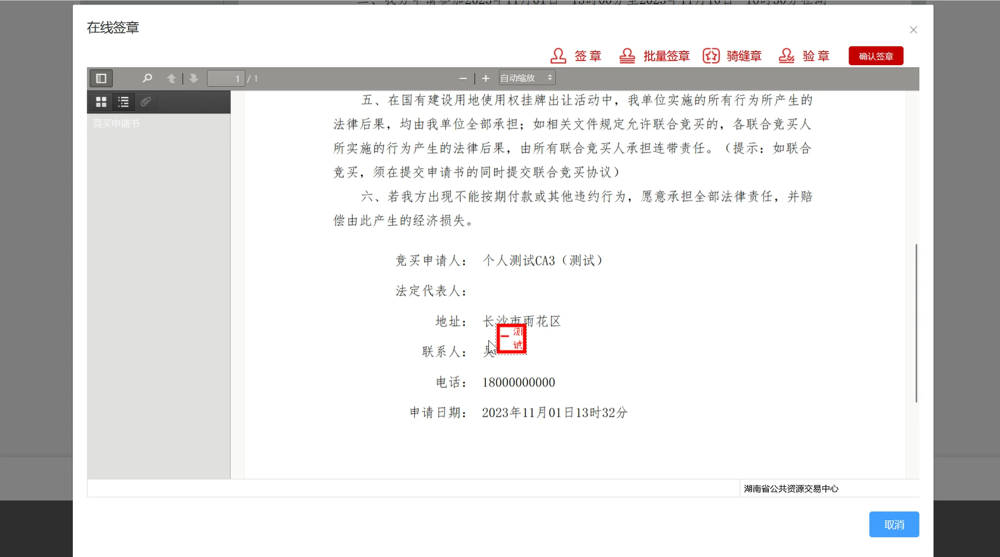 在线签章
签 章
批量签章
骑缝章
验 章
确认签章
1 / 1
自动缩放
竞买申请书
五、在国有建设用地使用权挂牌出让活动中，我单位实施的所有行为所产生的
法律后果，均由我单位全部承担；如相关文件规定允许联合竞买的，各联合竞买人
所实施的行为产生的法律后果，由所有联合竞买人承担连带责任。（提示：如联合
竞买，须在提交申请书的同时提交联合竞买协议）
六、若我方出现不能按期付款或其他违约行为，愿意承担全部法律责任，并赔
偿由此产生的经济损失。
竞买申请人： 个人测试CA3（测试）
法定代表人：
地址： 长沙市雨花区
测
一
试
联系人： 吴
电话： 18000000000
申请日期： 2023年11月01日13时32分
湖南省公共资源交易中心
取消